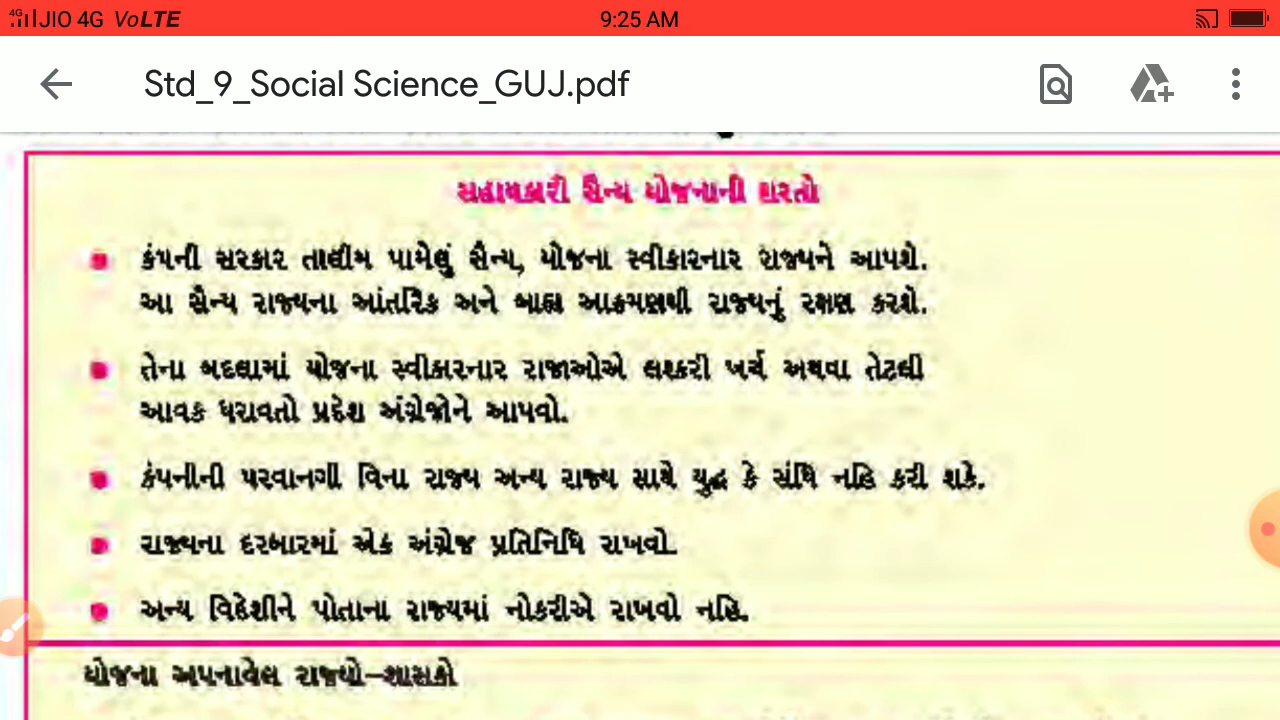 4G JIO 4G VoLTE 9:25 AM
Std_9_Social Science_GUJ.pdf
સહાયકારી સૈન્ય યોજનાની શરતો
કંપની સરકાર તાલીમ પામેલું સૈન્ય, યોજના સ્વીકારનાર રાજ્યને આપશે.
આ સૈન્ય રાજ્યના આંતરિક અને બાહ્ય આક્રમણથી રાજ્યનું રક્ષણ કરશે.
તેના બદલામાં યોજના સ્વીકારનાર રાજાઓએ લશ્કરી ખર્ચ અથવા તેટલી
આવક ધરાવતો પ્રદેશ અંગ્રેજોને આપવો.
કંપનીની પરવાનગી વિના રાજ્ય અન્ય રાજ્ય સાથે યુદ્ધ કે સંધિ નહિ કરી શકે.
રાજ્યના દરબારમાં એક અંગ્રેજ પ્રતિનિધિ રાખવો.
અન્ય વિદેશીને પોતાના રાજ્યમાં નોકરીએ રાખવો નહિ.
યોજના અપનાવેલ રાજ્યો–શાસકો